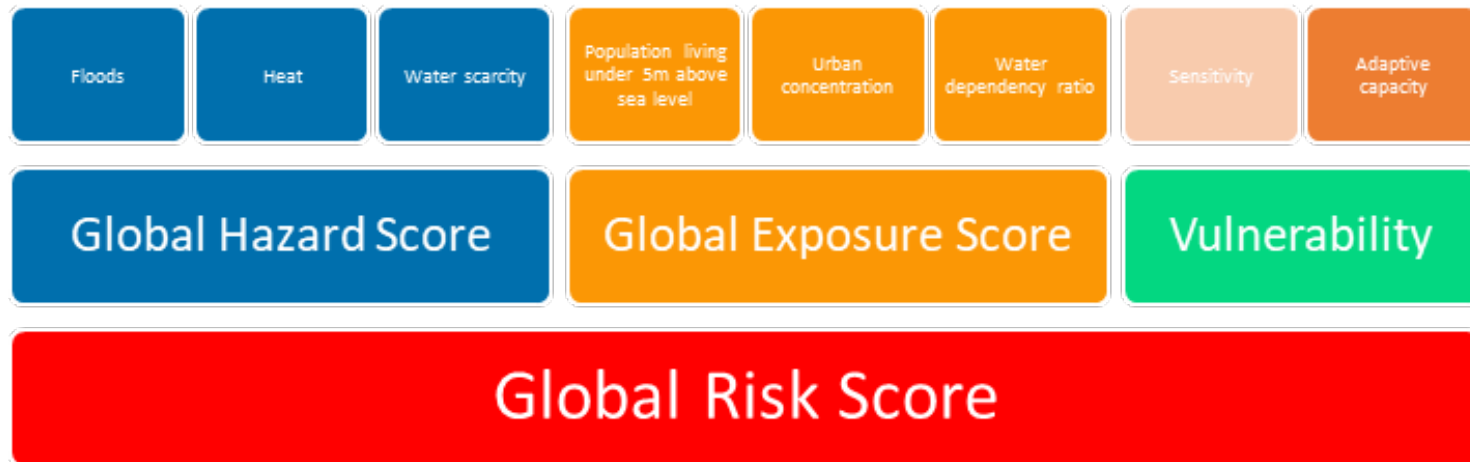 Floods
Heat
Water scarcity
Population living
under 5m above
sea level
Urban
concentration
Water
dependency ratio
Sensitivity
Adaptive
capacity
Global Hazard Score
Global Exposure Score
Vulnerability
Global Risk Score